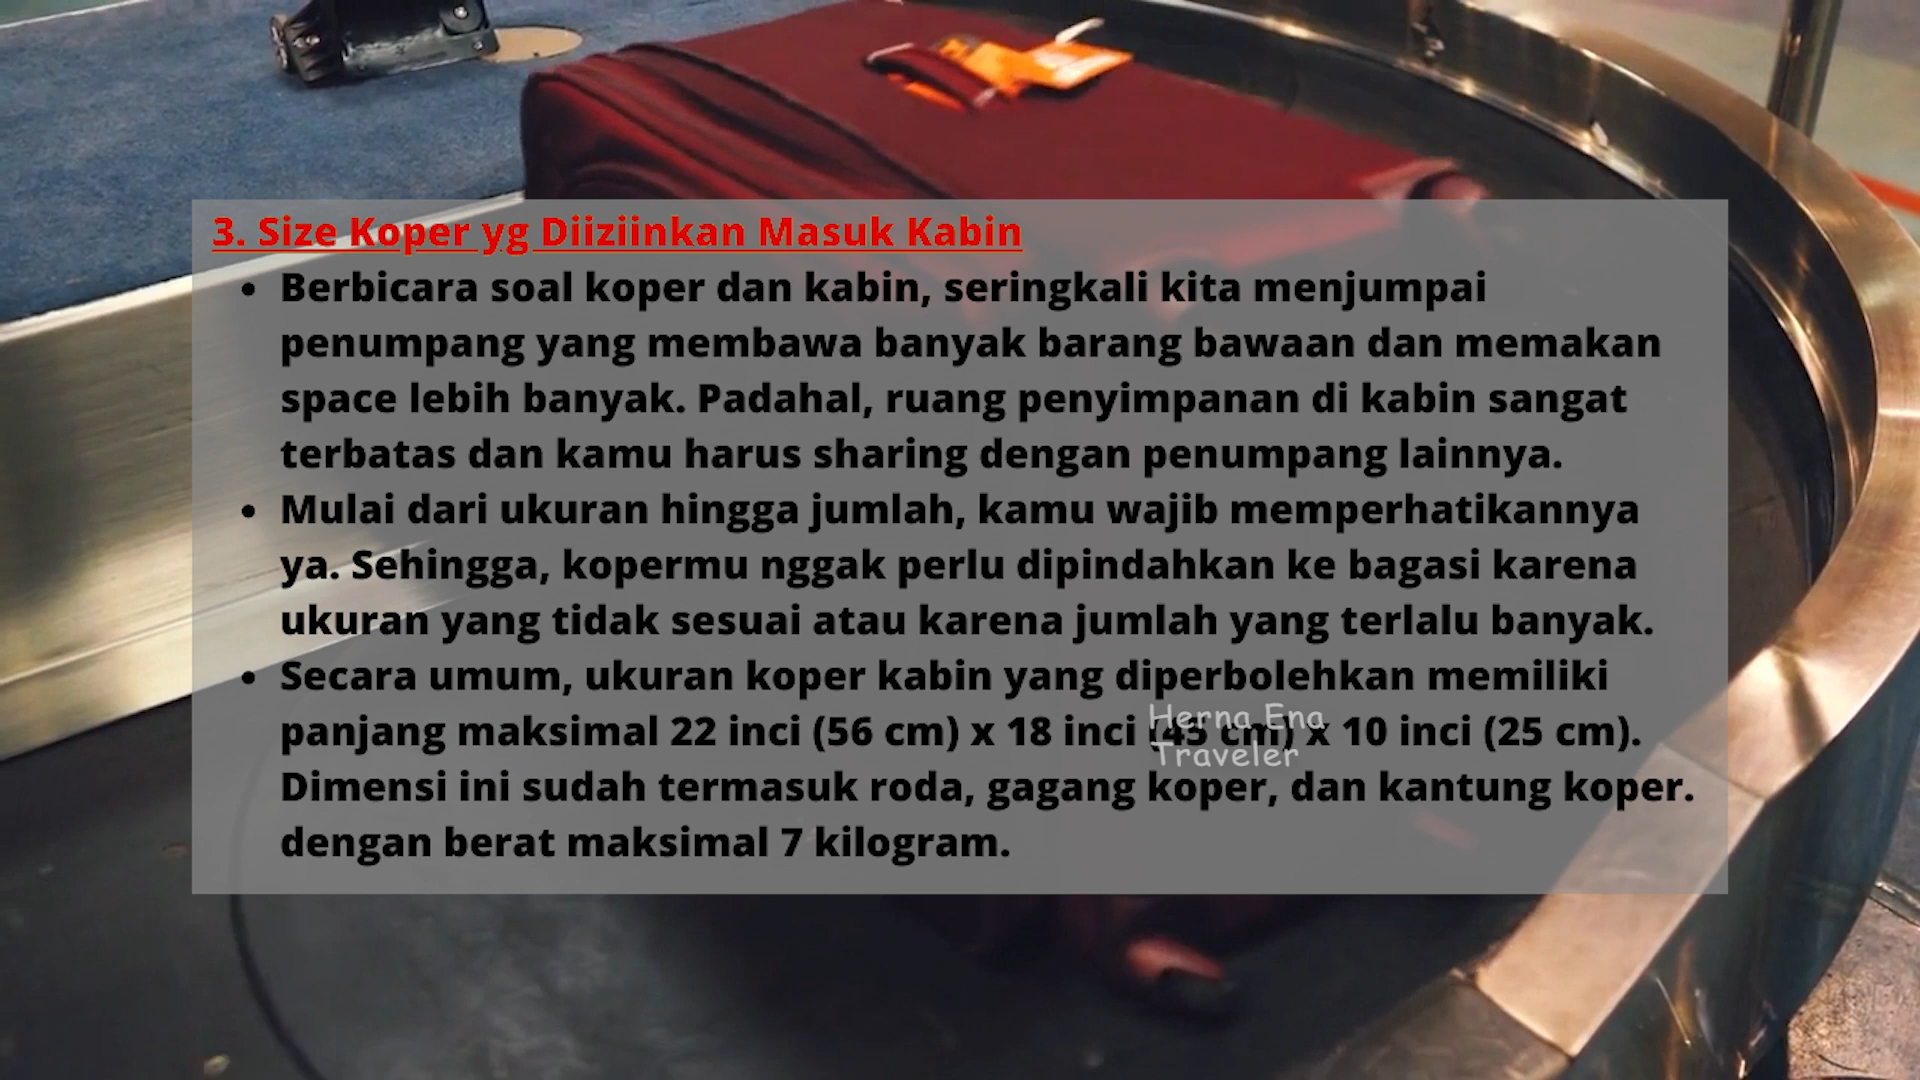 3. Size Koper yg Diiziinkan Masuk Kabin
• Berbicara soal koper dan kabin, seringkali kita menjumpai
penumpang yang membawa banyak barang bawaan dan memakan
space lebih banyak. Padahal, ruang penyimpanan di kabin sangat
terbatas dan kamu harus sharing dengan penumpang lainnya.
• Mulai dari ukuran hingga jumlah, kamu wajib memperhatikannya
ya. Sehingga, kopermu nggak perlu dipindahkan ke bagasi karena
ukuran yang tidak sesuai atau karena jumlah yang terlalu banyak.
• Secara umum, ukuran koper kabin yang diperbolehkan memiliki
panjang maksimal 22 inci (56 cm) x 18 inci (45 cm) x 10 inci (25 cm).
Dimensi ini sudah termasuk roda, gagang koper, dan kantung koper.
dengan berat maksimal 7 kilogram.
Herna Ena
Traveler